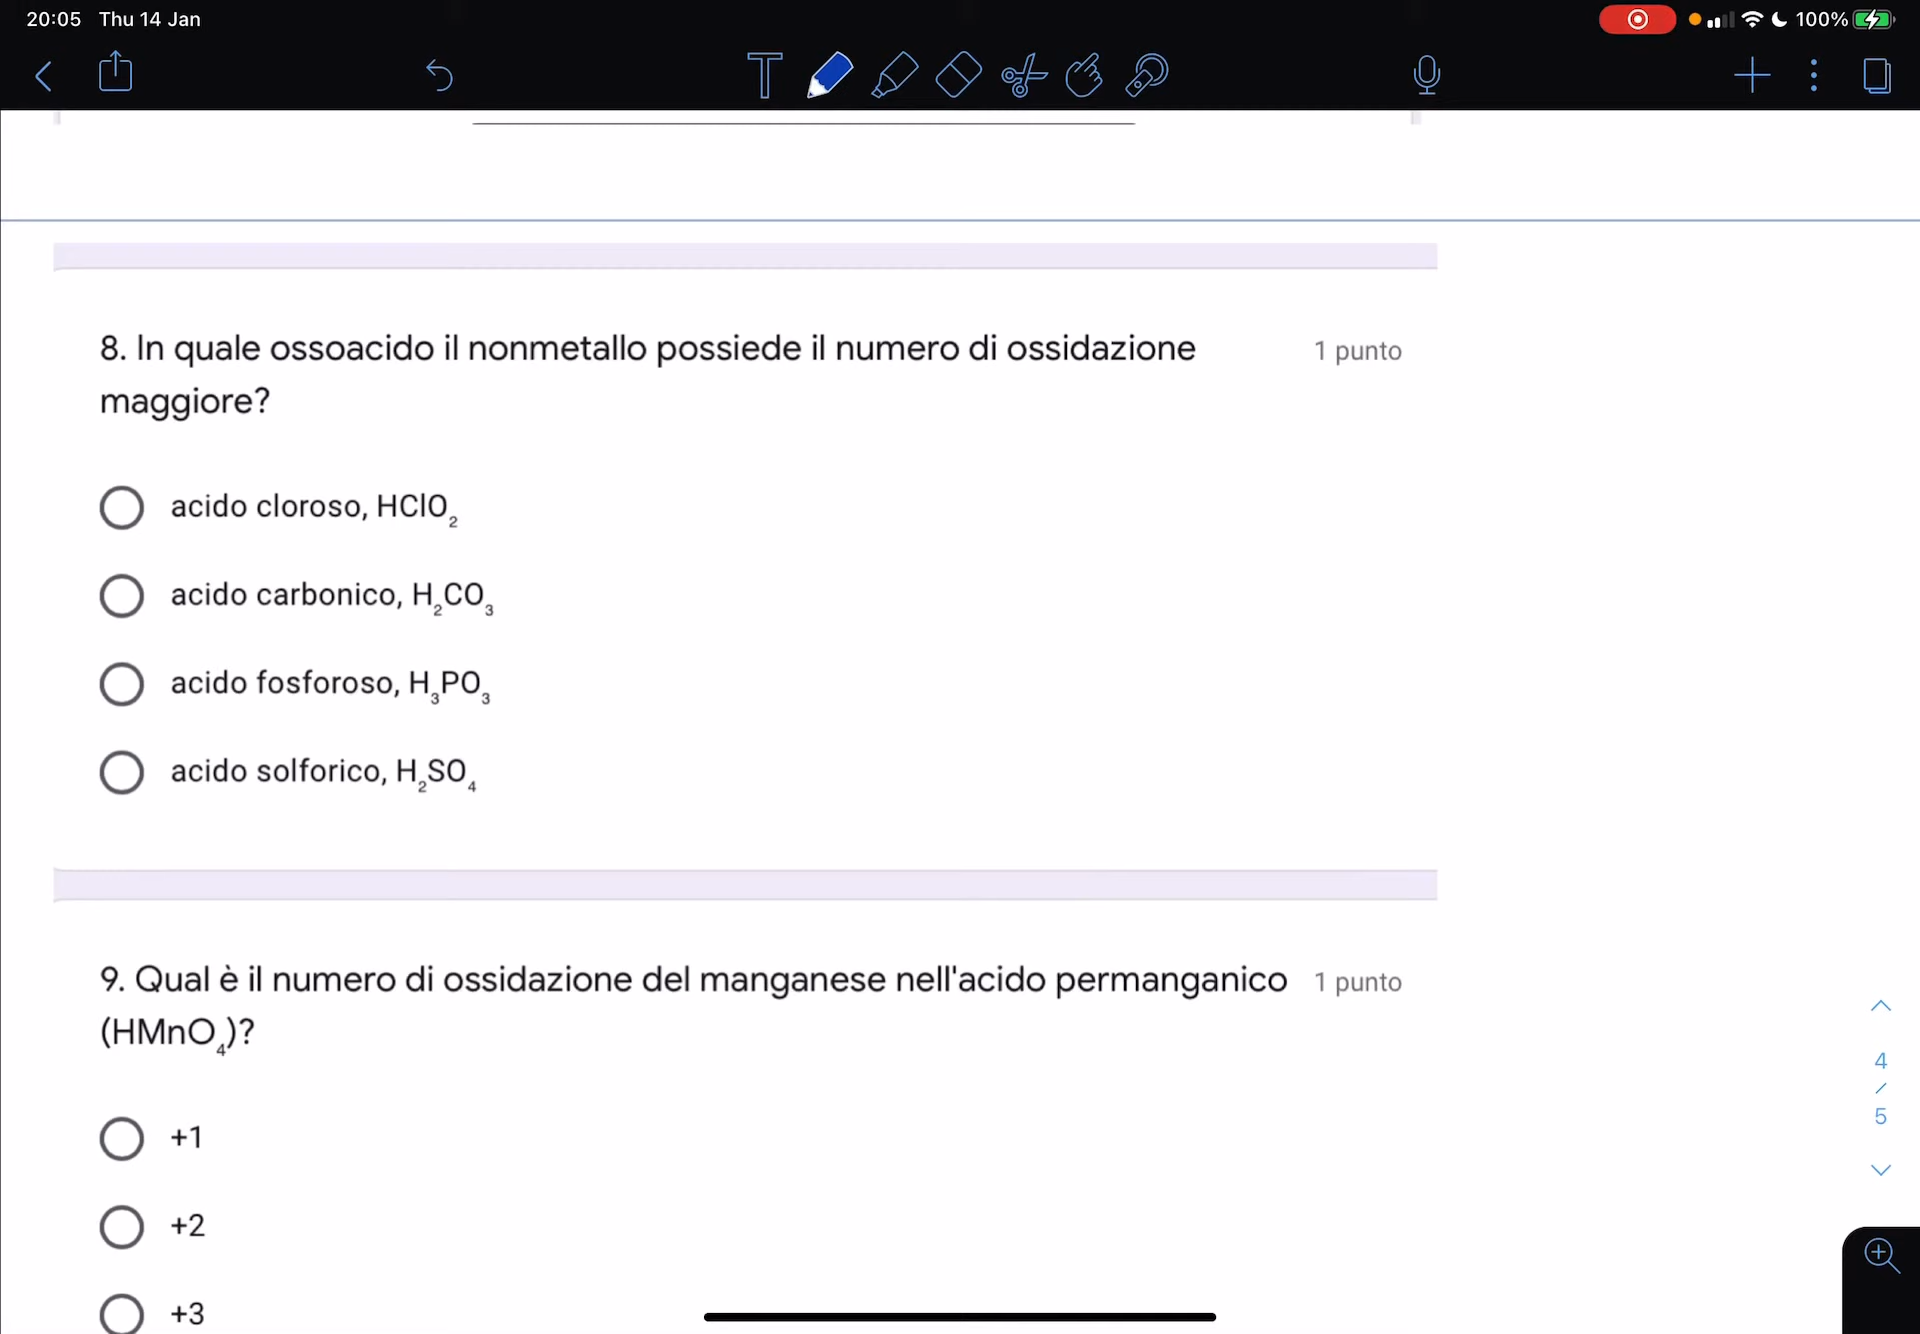 20:05 Thu 14 Jan
100%
8. In quale ossoacido il nonmetallo possiede il numero di ossidazione
maggiore?
1 punto
acido cloroso, HClO₂
acido carbonico, H₂CO₃
acido fosforoso, H₃PO₃
acido solforico, H₂SO₄
9. Qual è il numero di ossidazione del manganese nell'acido permanganico
(HMnO₄)?
1 punto
+1
+2
+3
4
/
5